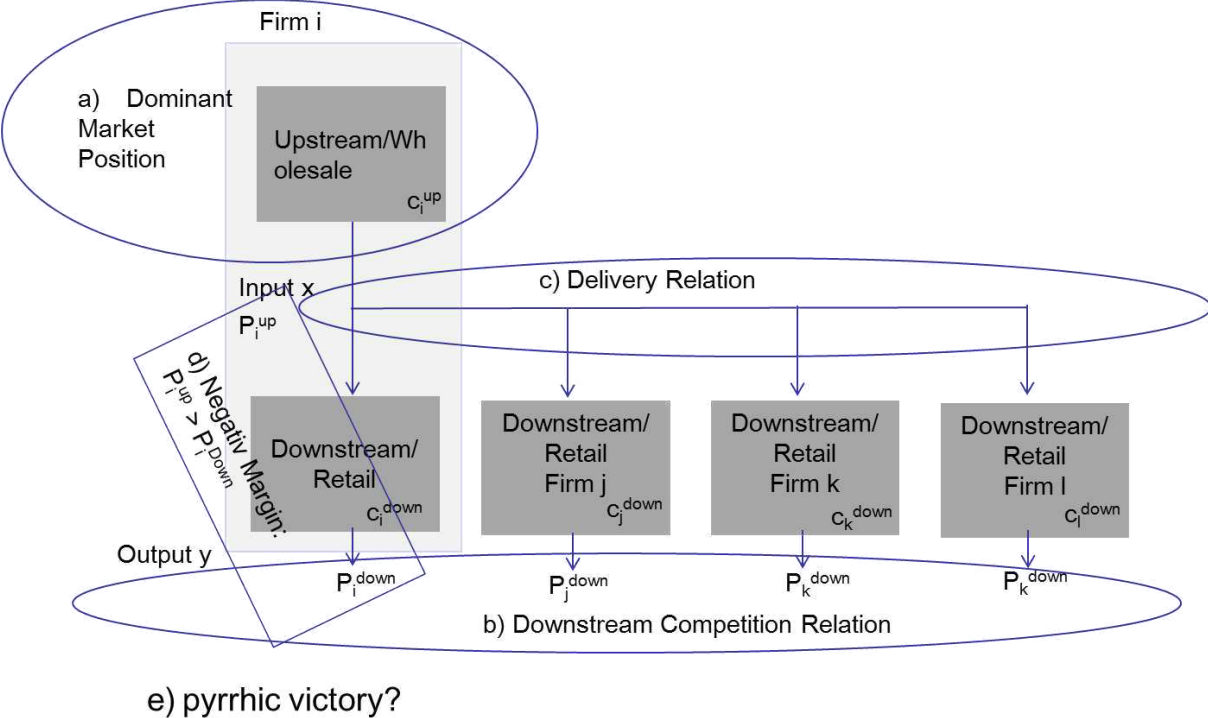 Firm i
a) Dominant
Market
Position
Upstream/Wh
olesale
cᵢᵘᵖ
Input x
Pᵢᵘᵖ
c) Delivery Relation
d) Negativ Margin:
Pᵢᵘᵖ > Pᵢᴰᵒʷⁿ
Downstream/
Retail
cᵢᵈᵒʷⁿ
Downstream/
Retail
Firm j
cⱼᵈᵒʷⁿ
Downstream/
Retail
Firm k
cₖᵈᵒʷⁿ
Downstream/
Retail
Firm l
cₗᵈᵒʷⁿ
Output y
Pᵢᵈᵒʷⁿ
Pⱼᵈᵒʷⁿ
Pₖᵈᵒʷⁿ
Pₖᵈᵒʷⁿ
b) Downstream Competition Relation
e) pyrrhic victory?